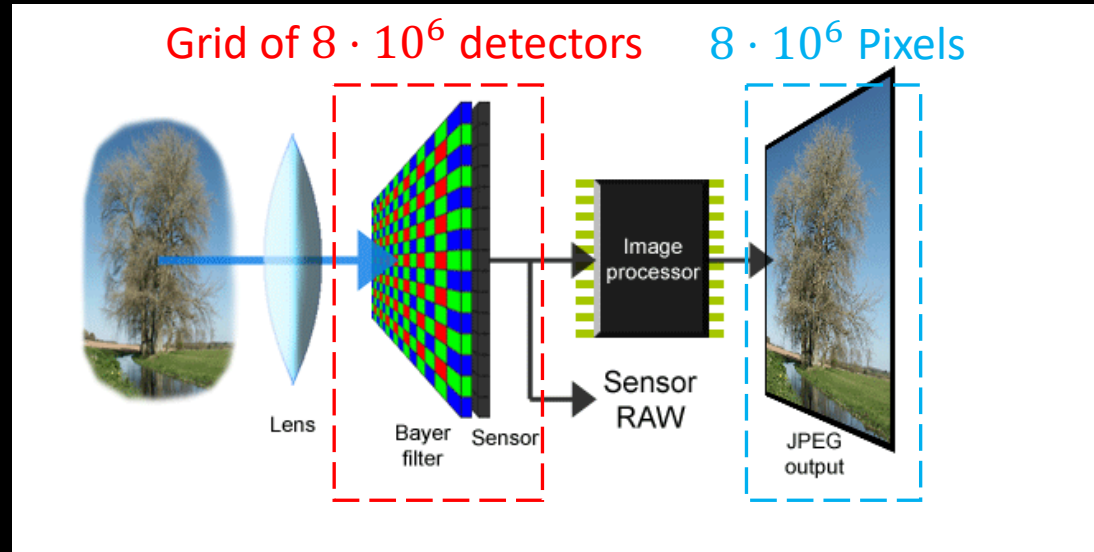 Grid of 8 · 10⁶ detectors
8 · 10⁶ Pixels
Lens
Bayer
filter
Sensor
Image
processor
Sensor
RAW
JPEG
output